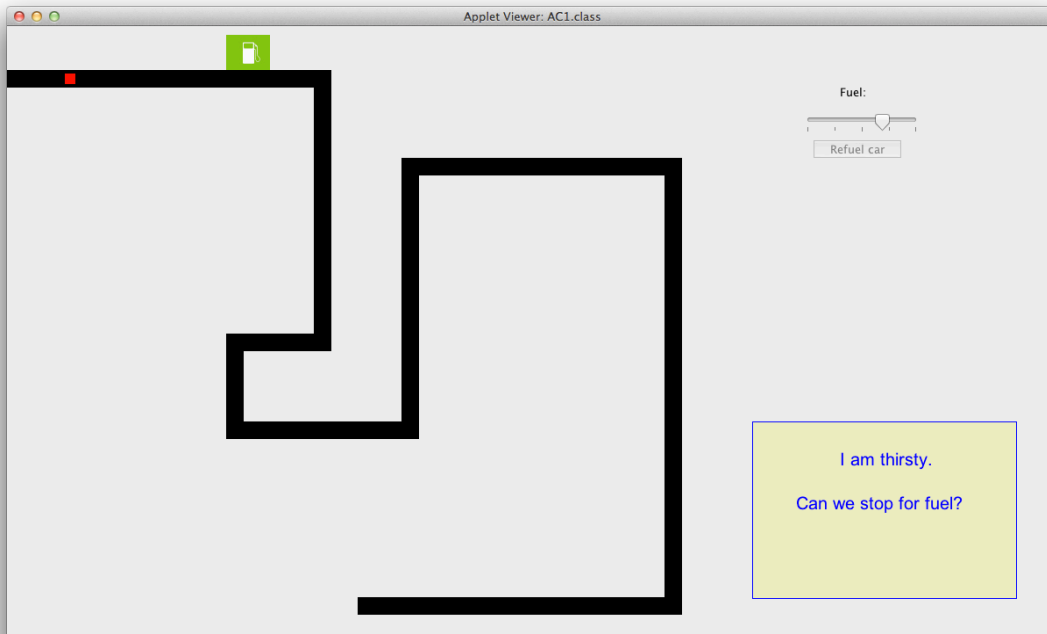 Applet Viewer: AC1.class
Fuel:
Refuel car
I am thirsty.
Can we stop for fuel?